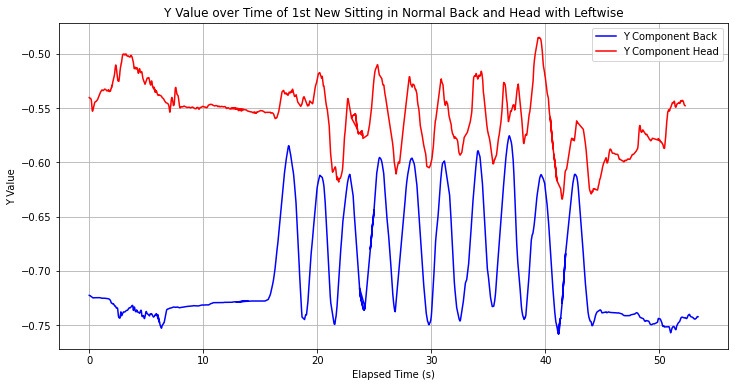 Y Value over Time of 1st New Sitting in Normal Back and Head with Leftwise
Y Component Back
Y Component Head
Y Value
−0.50
−0.55
−0.60
−0.65
−0.70
−0.75
0 10 20 30 40 50
Elapsed Time (s)